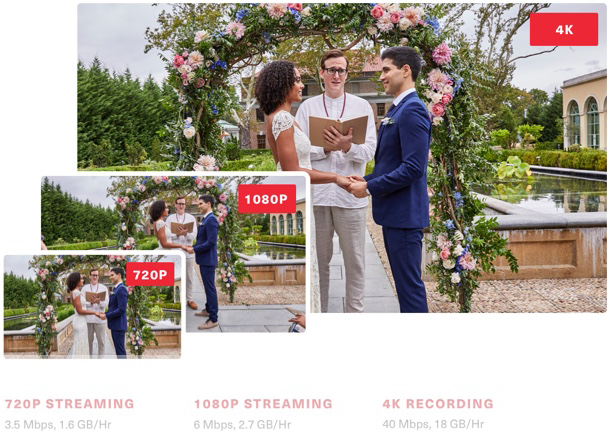 4K
1080P
720P
720P STREAMING
3.5 Mbps, 1.6 GB/Hr
1080P STREAMING
6 Mbps, 2.7 GB/Hr
4K RECORDING
40 Mbps, 18 GB/Hr